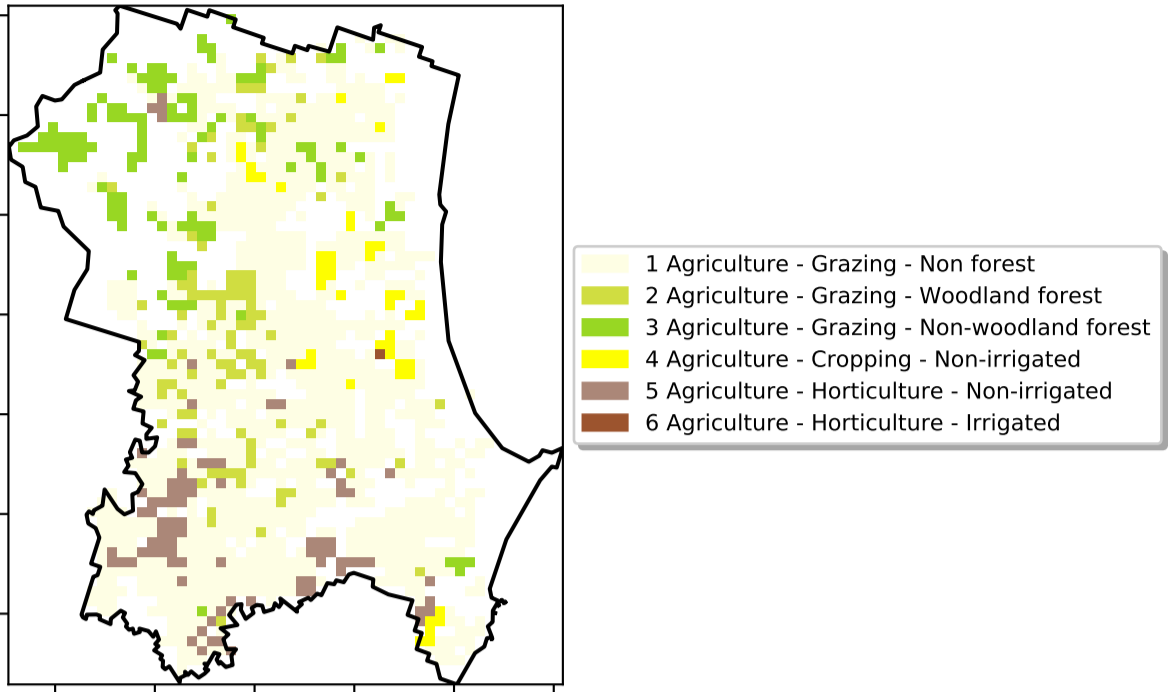 1 Agriculture - Grazing - Non forest
2 Agriculture - Grazing - Woodland forest
3 Agriculture - Grazing - Non-woodland forest
4 Agriculture - Cropping - Non-irrigated
5 Agriculture - Horticulture - Non-irrigated
6 Agriculture - Horticulture - Irrigated